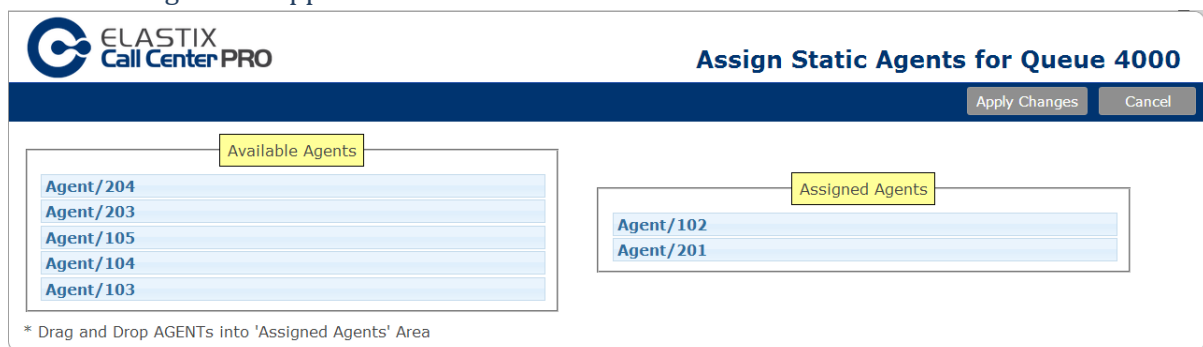 ELASTIX
Call Center PRO
Assign Static Agents for Queue 4000
Apply Changes Cancel
Available Agents
Agent/204
Agent/203
Agent/105
Agent/104
Agent/103
Assigned Agents
Agent/102
Agent/201
* Drag and Drop AGENTs into 'Assigned Agents' Area